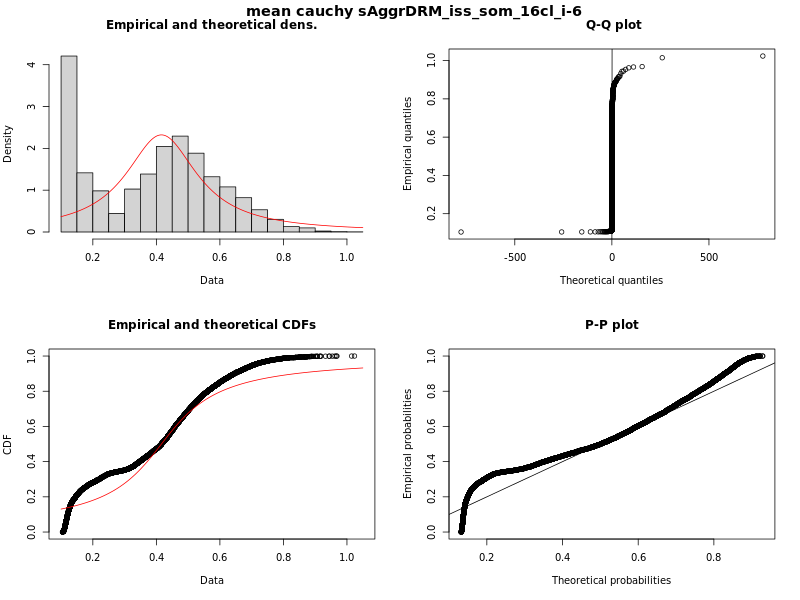 mean cauchy sAggrDRM_iss_som_16cl_i-6
Empirical and theoretical dens.
Density
0 1 2 3 4
0.2 0.4 0.6 0.8 1.0
Data
Q-Q plot
Empirical quantiles
0.2 0.4 0.6 0.8 1.0
-500 0 500
Theoretical quantiles
Empirical and theoretical CDFs
CDF
0.0 0.2 0.4 0.6 0.8 1.0
0.2 0.4 0.6 0.8 1.0
Data
P-P plot
Empirical probabilities
0.0 0.2 0.4 0.6 0.8 1.0
0.2 0.4 0.6 0.8
Theoretical probabilities